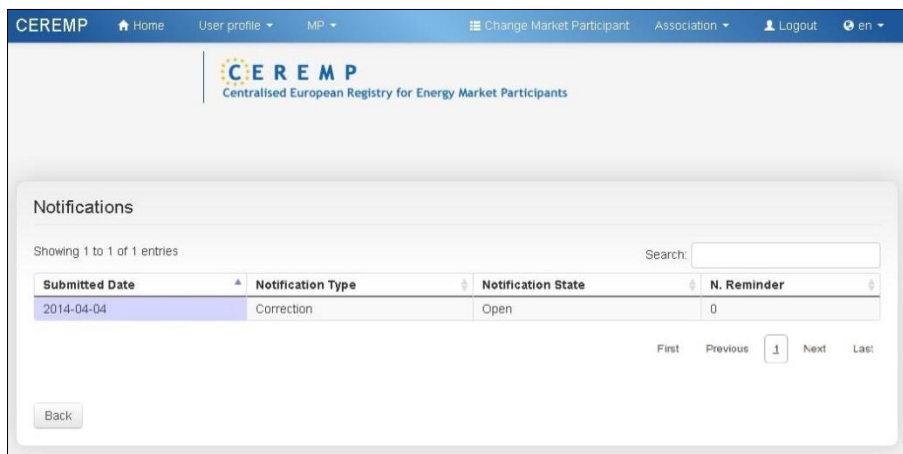 CEREMP Home User profile MP Change Market Participant Association Logout en
CEREMP
Centralised European Registry for Energy Market Participants
Notifications
Showing 1 to 1 of 1 entries Search:
Submitted Date Notification Type Notification State N. Reminder
2014-04-04 Correction Open 0
First Previous 1 Next Last
Back